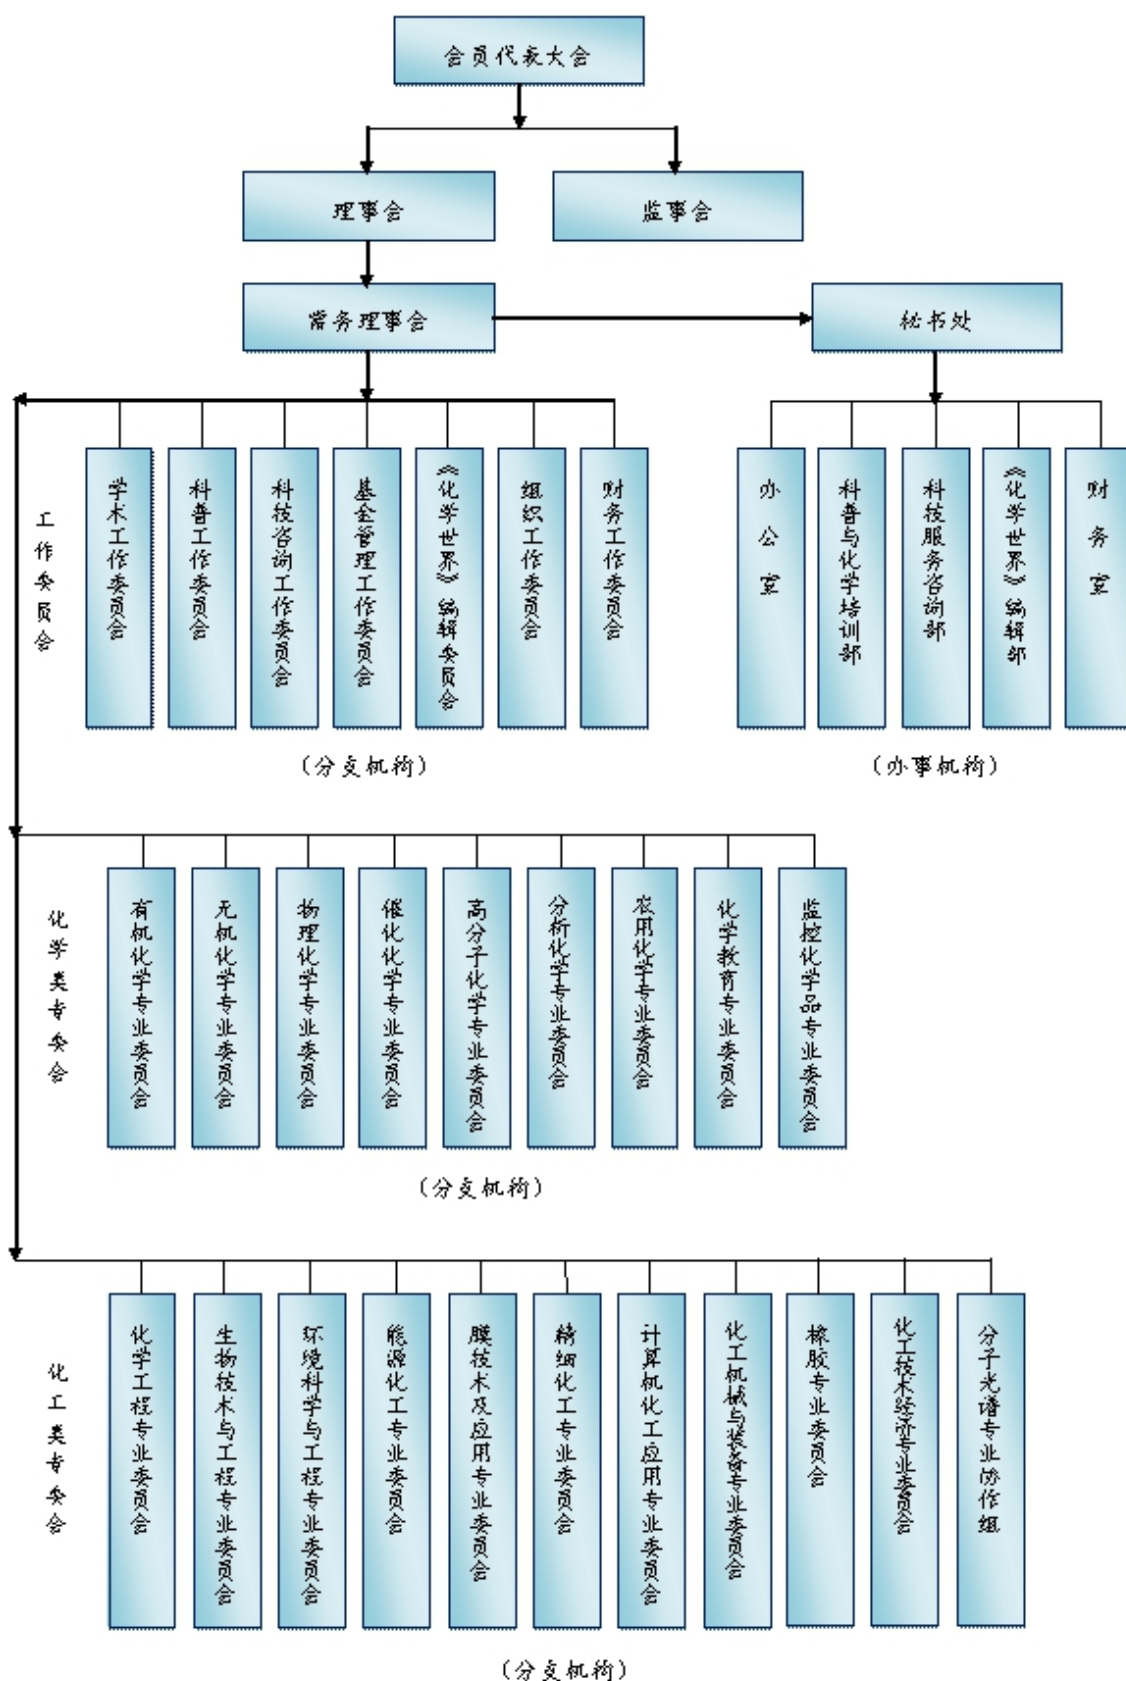 会员代表大会
理事会
监事会
常务理事会
秘书处
工作委员会
学术工作委员会
科普工作委员会
科技咨询工作委员会
基金管理工作委员会
《化学世界》编辑委员会
组织工作委员会
财务工作委员会
(分支机构)
办公室
科普与化学培训部
科技服务咨询部
《化学世界》编辑部
财务室
(办事机构)
化学类专委会
有机化学专业委员会
无机化学专业委员会
物理化学专业委员会
催化化学专业委员会
高分子化学专业委员会
分析化学专业委员会
农用化学专业委员会
化学教育专业委员会
监控化学品专业委员会
(分支机构)
化工类专委会
化学工程专业委员会
生物技术与工程专业委员会
环境科学与工程专业委员会
能源化工专业委员会
膜技术及应用专业委员会
精细化工专业委员会
计算机化工应用专业委员会
化工机械与装备专业委员会
橡胶专业委员会
化工技术经济专业委员会
分子光谱专业协作组
(分支机构)